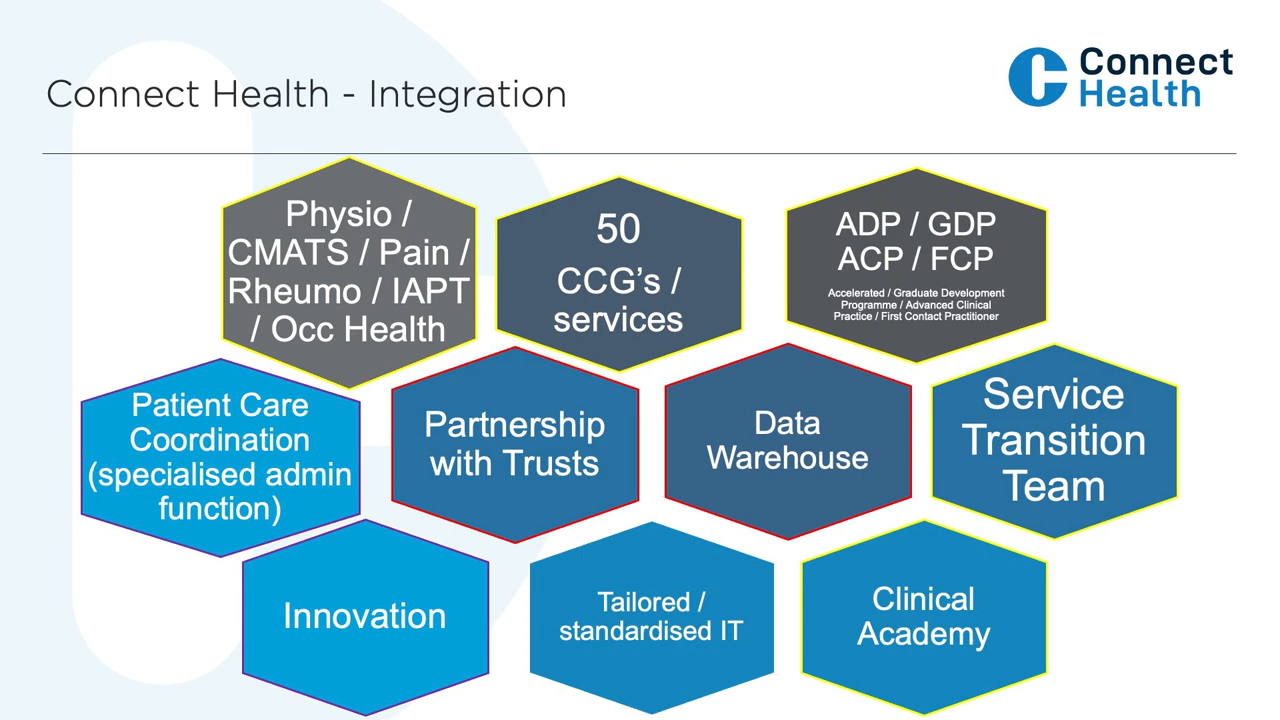 Connect Health - Integration
Connect
Health
Physio /
CMATS / Pain /
Rheumo / IAPT
/ Occ Health
50
CCG’s /
services
ADP / GDP
ACP / FCP
Accelerated / Graduate Development
Programme / Advanced Clinical
Practice / First Contact Practitioner
Patient Care
Coordination
(specialised admin
function)
Partnership
with Trusts
Data
Warehouse
Service
Transition
Team
Innovation
Tailored /
standardised IT
Clinical
Academy